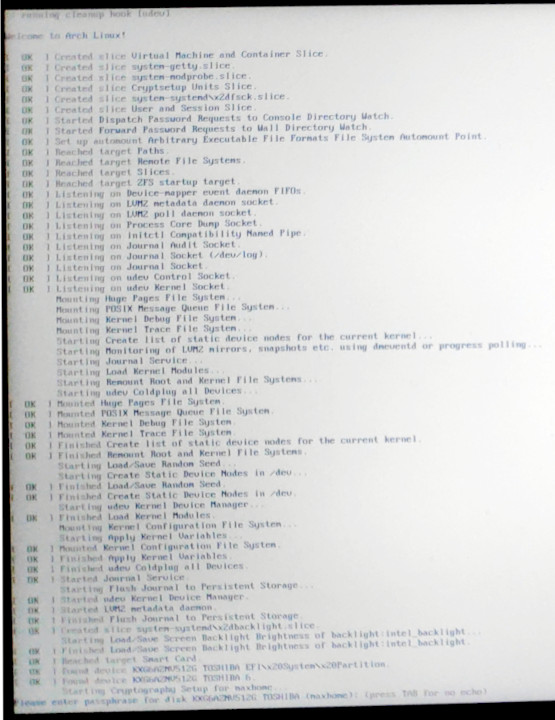 :: running cleanup hook [udev]
Welcome to Arch Linux!
[ OK ] Created slice Virtual Machine and Container Slice.
[ OK ] Created slice system-getty.slice.
[ OK ] Created slice system-modprobe.slice.
[ OK ] Created slice Cryptsetup Units Slice.
[ OK ] Created slice system-systemd\x2dfsck.slice.
[ OK ] Created slice User and Session Slice.
[ OK ] Started Dispatch Password Requests to Console Directory Watch.
[ OK ] Started Forward Password Requests to Wall Directory Watch.
[ OK ] Set up automount Arbitrary Executable File Formats File System Automount Point.
[ OK ] Reached target Paths.
[ OK ] Reached target Remote File Systems.
[ OK ] Reached target Slices.
[ OK ] Reached target ZFS startup target.
[ OK ] Listening on Device-mapper event daemon FIFOs.
[ OK ] Listening on LVM2 metadata daemon socket.
[ OK ] Listening on LVM2 poll daemon socket.
[ OK ] Listening on Process Core Dump Socket.
[ OK ] Listening on initctl Compatibility Named Pipe.
[ OK ] Listening on Journal Audit Socket.
[ OK ] Listening on Journal Socket (/dev/log).
[ OK ] Listening on Journal Socket.
[ OK ] Listening on udev Control Socket.
[ OK ] Listening on udev Kernel Socket.
Mounting Huge Pages File System...
Mounting POSIX Message Queue File System...
Mounting Kernel Debug File System...
Mounting Kernel Trace File System...
Starting Create list of static device nodes for the current kernel...
Starting Monitoring of LVM2 mirrors, snapshots etc. using dmeventd or progress polling...
Starting Journal Service...
Starting Load Kernel Modules...
Starting Remount Root and Kernel File Systems...
Starting udev Coldplug all Devices...
[ OK ] Mounted Huge Pages File System.
[ OK ] Mounted POSIX Message Queue File System.
[ OK ] Mounted Kernel Debug File System.
[ OK ] Mounted Kernel Trace File System.
[ OK ] Finished Create list of static device nodes for the current kernel.
[ OK ] Finished Remount Root and Kernel File Systems.
Starting Load/Save Random Seed...
Starting Create Static Device Nodes in /dev...
[ OK ] Finished Load/Save Random Seed.
[ OK ] Finished Create Static Device Nodes in /dev.
Starting udev Kernel Device Manager...
[ OK ] Finished Load Kernel Modules.
Mounting Kernel Configuration File System...
Starting Apply Kernel Variables...
[ OK ] Mounted Kernel Configuration File System.
[ OK ] Finished Apply Kernel Variables.
[ OK ] Finished udev Coldplug all Devices.
[ OK ] Started Journal Service.
Starting Flush Journal to Persistent Storage...
[ OK ] Started udev Kernel Device Manager.
[ OK ] Started LVM2 metadata daemon.
[ OK ] Finished Flush Journal to Persistent Storage.
[ OK ] Created slice system-systemd\x2dbacklight.slice.
Starting Load/Save Screen Backlight Brightness of backlight:intel_backlight...
[ OK ] Finished Load/Save Screen Backlight Brightness of backlight:intel_backlight.
[ OK ] Reached target Smart Card.
[ OK ] Found device KXG6AZNV512G TOSHIBA EFI\x20System\x20Partition.
[ OK ] Found device KXG6AZNV512G TOSHIBA 6.
Starting Cryptography Setup for maxhome...
Please enter passphrase for disk KXG6AZNV512G TOSHIBA (maxhome): (press TAB for no echo)